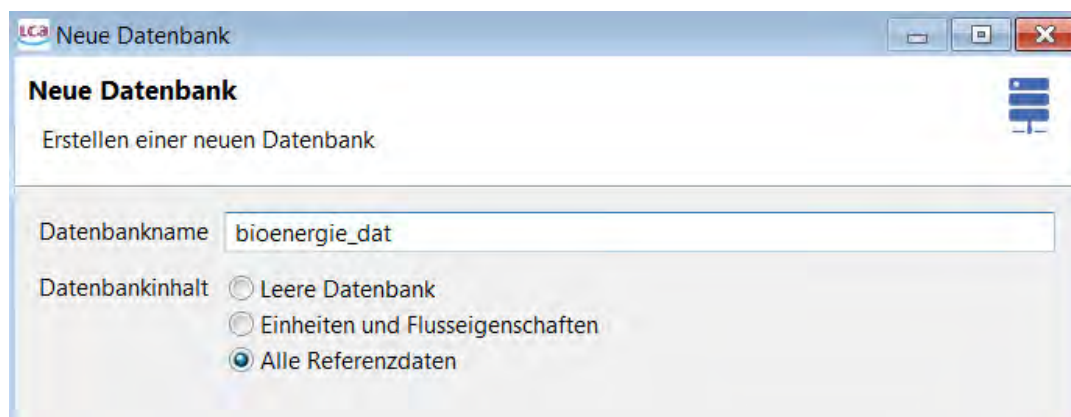 LCa Neue Datenbank
Neue Datenbank
Erstellen einer neuen Datenbank
Datenbankname bioenergie_dat
Datenbankinhalt Leere Datenbank
Einheiten und Flusseigenschaften
Alle Referenzdaten